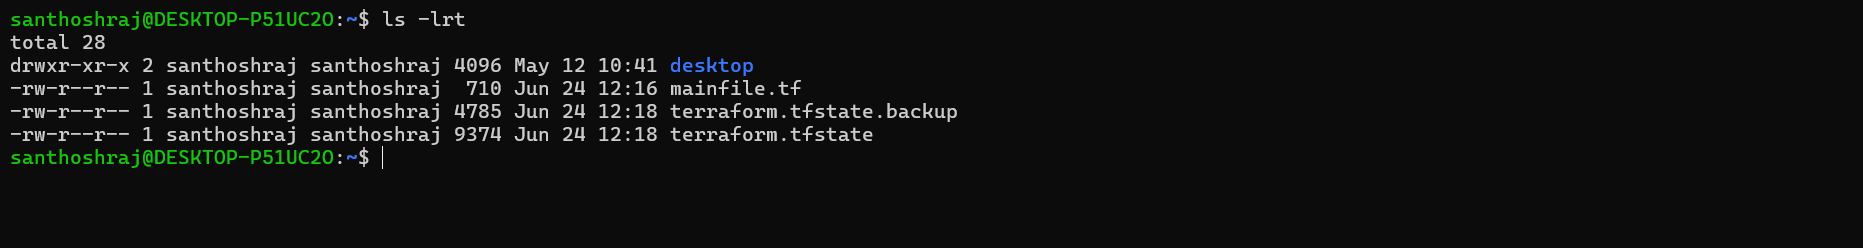 santhoshraj@DESKTOP-P51UC2O:~$ ls -lrt
total 28
drwxr-xr-x 2 santhoshraj santhoshraj 4096 May 12 10:41 desktop
-rw-r--r-- 1 santhoshraj santhoshraj  710 Jun 24 12:16 mainfile.tf
-rw-r--r-- 1 santhoshraj santhoshraj 4785 Jun 24 12:18 terraform.tfstate.backup
-rw-r--r-- 1 santhoshraj santhoshraj 9374 Jun 24 12:18 terraform.tfstate
santhoshraj@DESKTOP-P51UC2O:~$